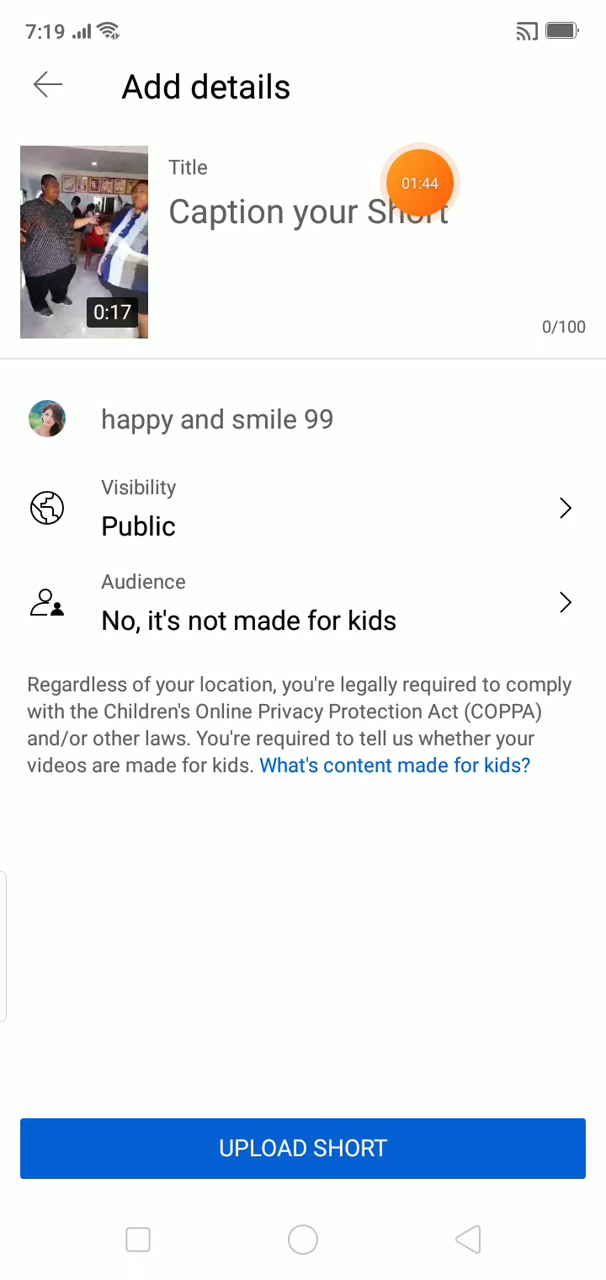 7:19
Add details
Title
01:44
Caption your Short
0:17
0/100
happy and smile 99
Visibility
Public
Audience
No, it's not made for kids
Regardless of your location, you're legally required to comply
with the Children's Online Privacy Protection Act (COPPA)
and/or other laws. You're required to tell us whether your
videos are made for kids. What's content made for kids?
UPLOAD SHORT